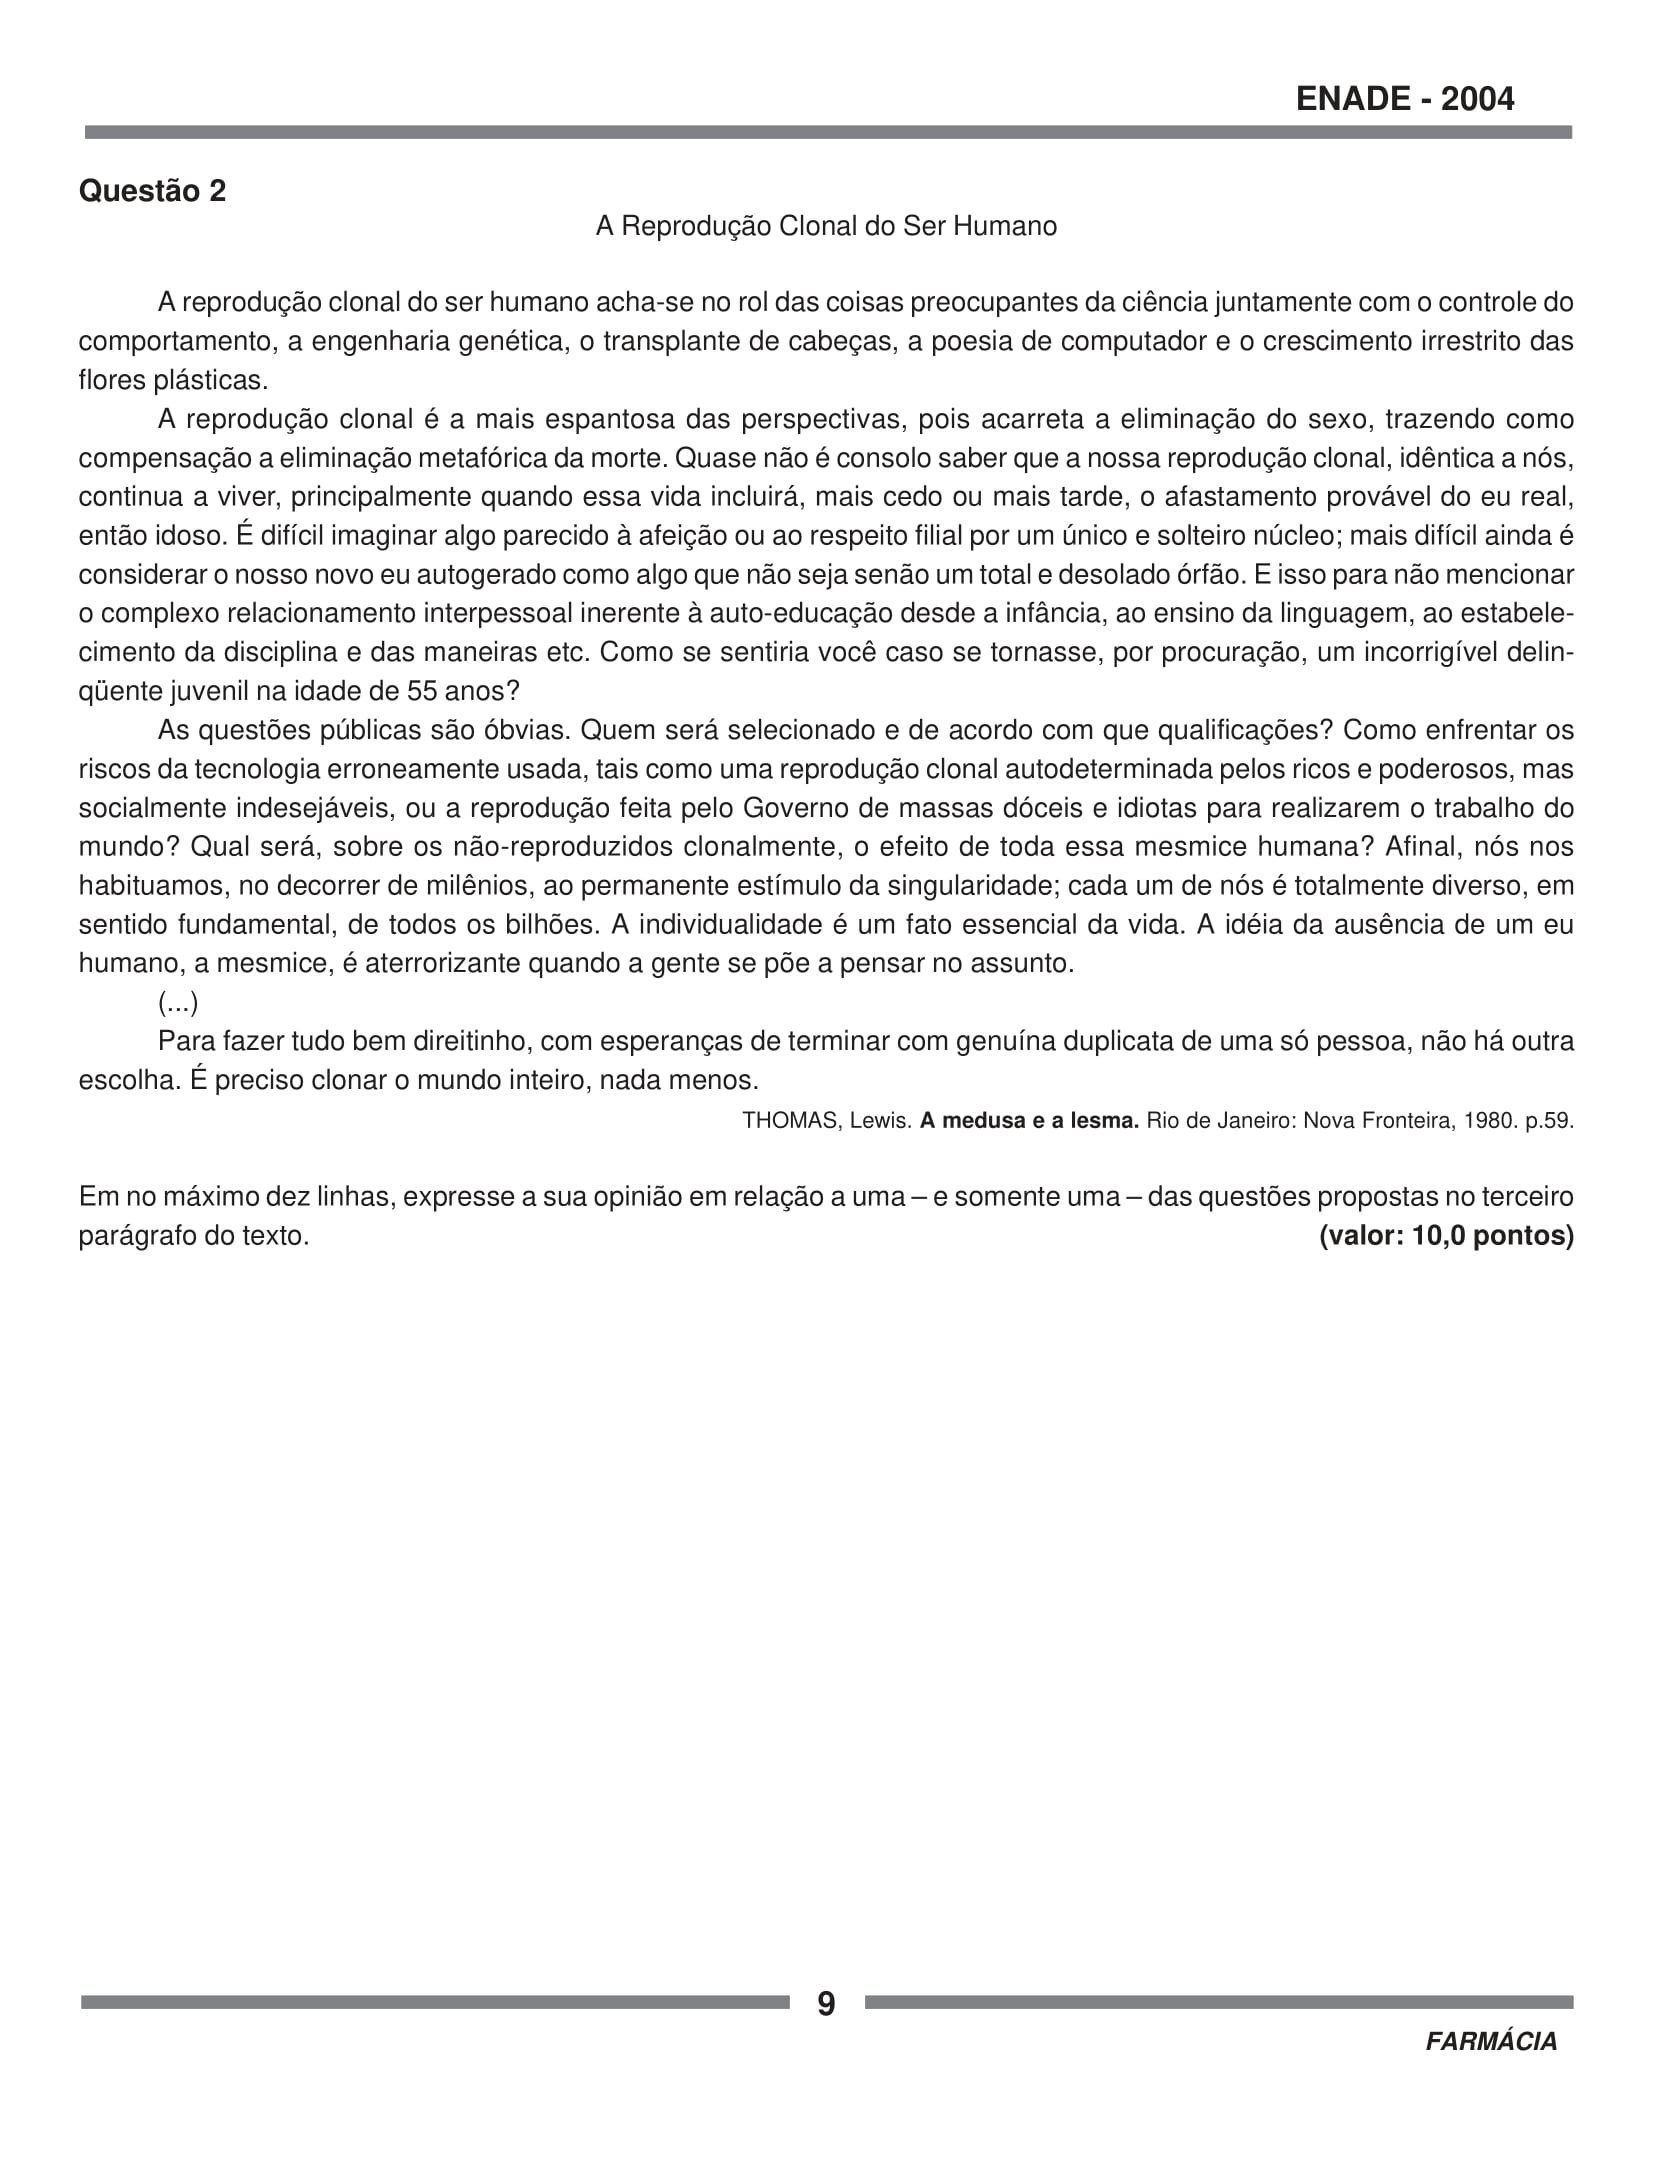 ENADE - 2004
Questão 2
A Reprodução Clonal do Ser Humano
A reprodução clonal do ser humano acha-se no rol das coisas preocupantes da ciência juntamente com o controle do
comportamento, a engenharia genética, o transplante de cabeças, a poesia de computador e o crescimento irrestrito das
flores plásticas.
A reprodução clonal é a mais espantosa das perspectivas, pois acarreta a eliminação do sexo, trazendo como
compensação a eliminação metafórica da morte. Quase não é consolo saber que a nossa reprodução clonal, idêntica a nós,
continua a viver, principalmente quando essa vida incluirá, mais cedo ou mais tarde, o afastamento provável do eu real,
então idoso. É difícil imaginar algo parecido à afeição ou ao respeito filial por um único e solteiro núcleo; mais difícil ainda é
considerar o nosso novo eu autogerado como algo que não seja senão um total e desolado órfão. E isso para não mencionar
o complexo relacionamento interpessoal inerente à auto-educação desde a infância, ao ensino da linguagem, ao estabele-
cimento da disciplina e das maneiras etc. Como se sentiria você caso se tornasse, por procuração, um incorrigível delin-
qüente juvenil na idade de 55 anos?
As questões públicas são óbvias. Quem será selecionado e de acordo com que qualificações? Como enfrentar os
riscos da tecnologia erroneamente usada, tais como uma reprodução clonal autodeterminada pelos ricos e poderosos, mas
socialmente indesejáveis, ou a reprodução feita pelo Governo de massas dóceis e idiotas para realizarem o trabalho do
mundo? Qual será, sobre os não-reproduzidos clonalmente, o efeito de toda essa mesmice humana? Afinal, nós nos
habituamos, no decorrer de milênios, ao permanente estímulo da singularidade; cada um de nós é totalmente diverso, em
sentido fundamental, de todos os bilhões. A individualidade é um fato essencial da vida. A idéia da ausência de um eu
humano, a mesmice, é aterrorizante quando a gente se põe a pensar no assunto.
(...)
Para fazer tudo bem direitinho, com esperanças de terminar com genuína duplicata de uma só pessoa, não há outra
escolha. É preciso clonar o mundo inteiro, nada menos.
THOMAS, Lewis. A medusa e a lesma. Rio de Janeiro: Nova Fronteira, 1980. p.59.
Em no máximo dez linhas, expresse a sua opinião em relação a uma – e somente uma – das questões propostas no terceiro
parágrafo do texto. (valor: 10,0 pontos)
9
FARMÁCIA